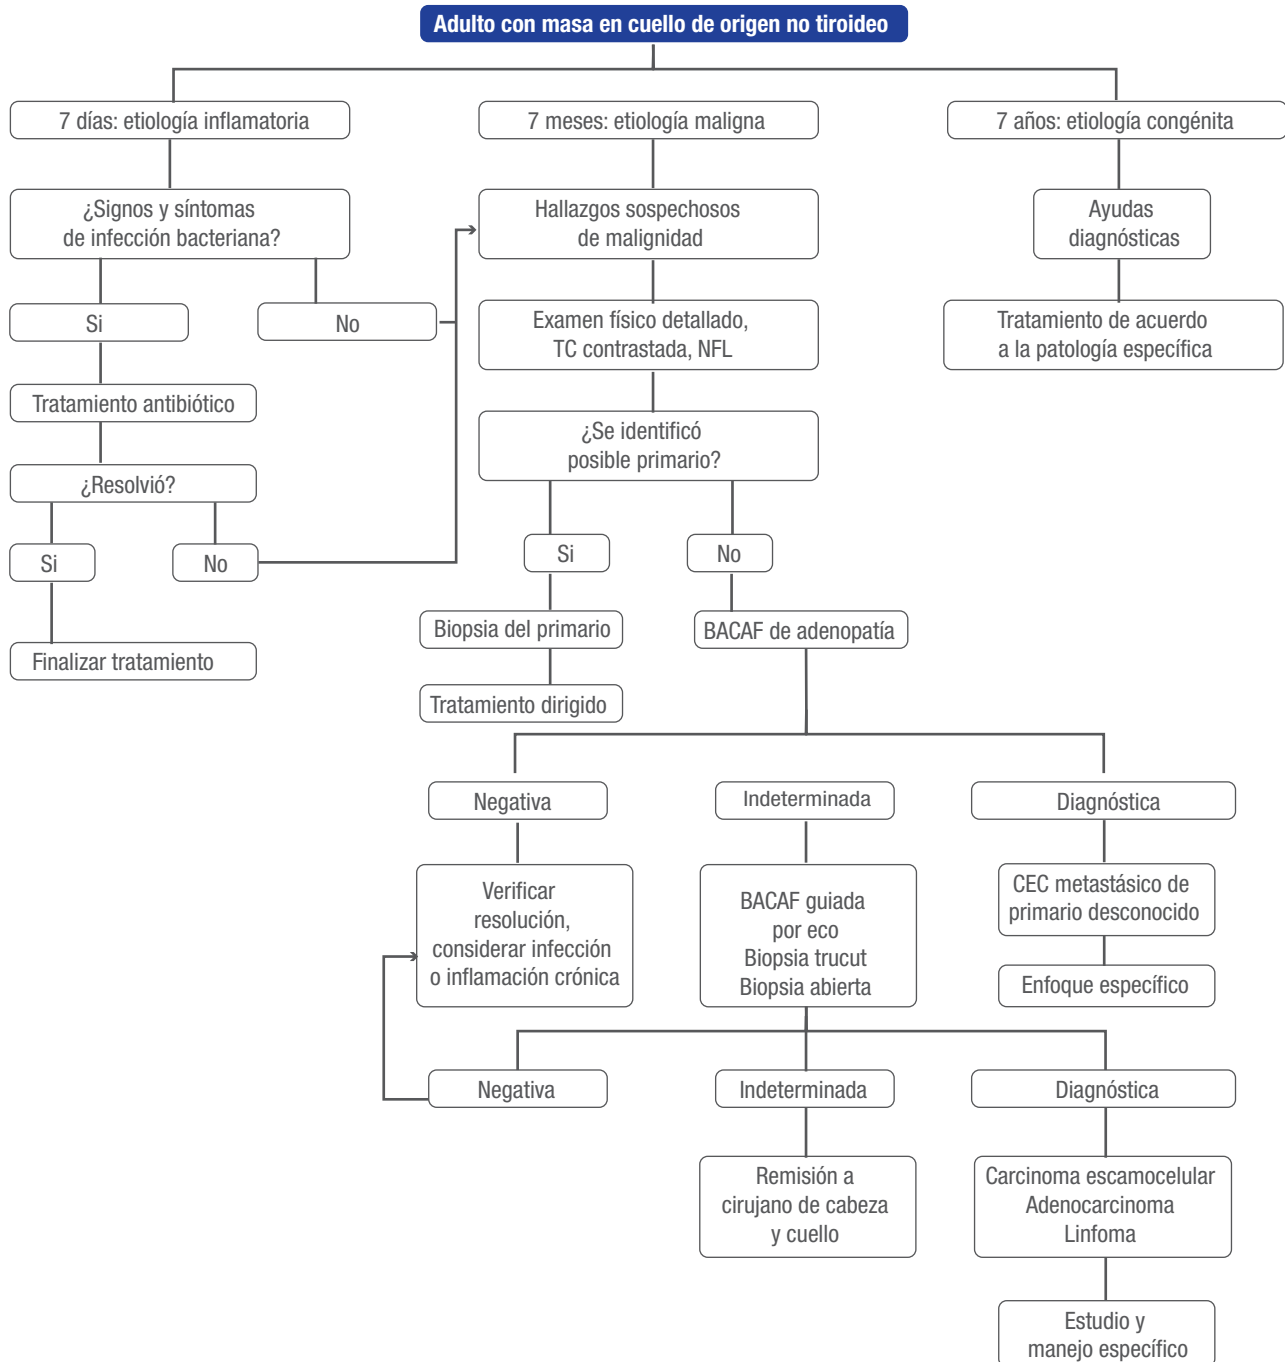 Adulto con masa en cuello de origen no tiroideo
7 días: etiología inflamatoria
7 meses: etiología maligna
7 años: etiología congénita
¿Signos y síntomas
de infección bacteriana?
Hallazgos sospechosos
de malignidad
Ayudas
diagnósticas
Si
No
Examen físico detallado,
TC contrastada, NFL
Tratamiento de acuerdo
a la patología específica
Tratamiento antibiótico
¿Se identificó
posible primario?
¿Resolvió?
Si
No
Si
No
Biopsia del primario
BACAF de adenopatía
Finalizar tratamiento
Tratamiento dirigido
Negativa
Indeterminada
Diagnóstica
Verificar
resolución,
considerar infección
o inflamación crónica
BACAF guiada
por eco
Biopsia trucut
Biopsia abierta
CEC metastásico de
primario desconocido
Enfoque específico
Negativa
Indeterminada
Diagnóstica
Remisión a
cirujano de cabeza
y cuello
Carcinoma escamocelular
Adenocarcinoma
Linfoma
Estudio y
manejo específico